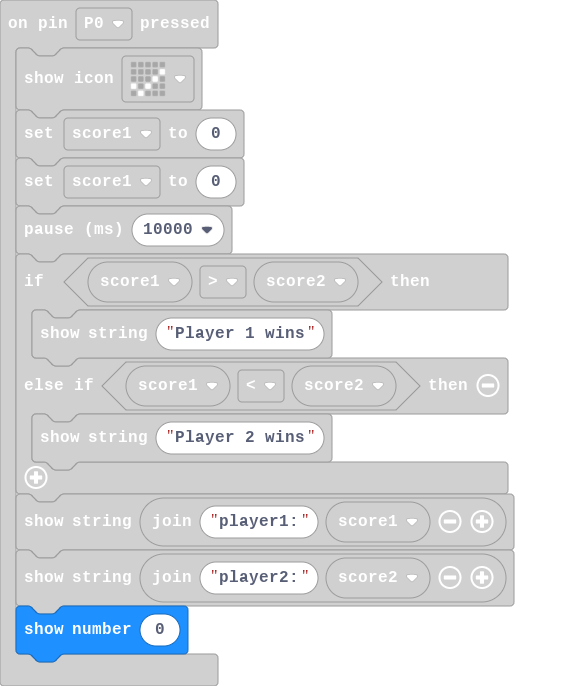 on pin P0 pressed
show icon
set score1 to 0
set score1 to 0
pause (ms) 10000
if score1 > score2 then
show string "Player 1 wins"
else if score1 < score2 then
show string "Player 2 wins"
show string join "player1:" score1
show string join "player2:" score2
show number 0